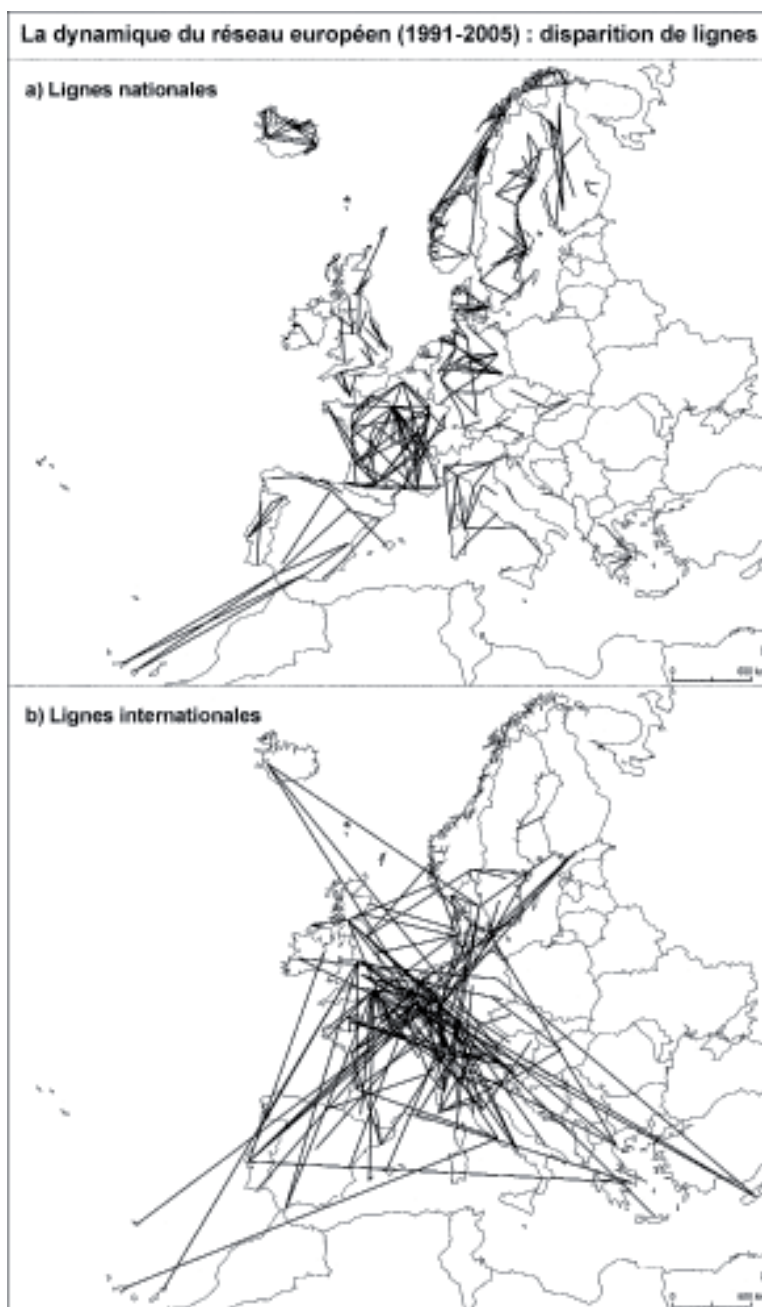 La dynamique du réseau européen (1991-2005) : disparition de lignes
a) Lignes nationales
0
b) Lignes internationales
0